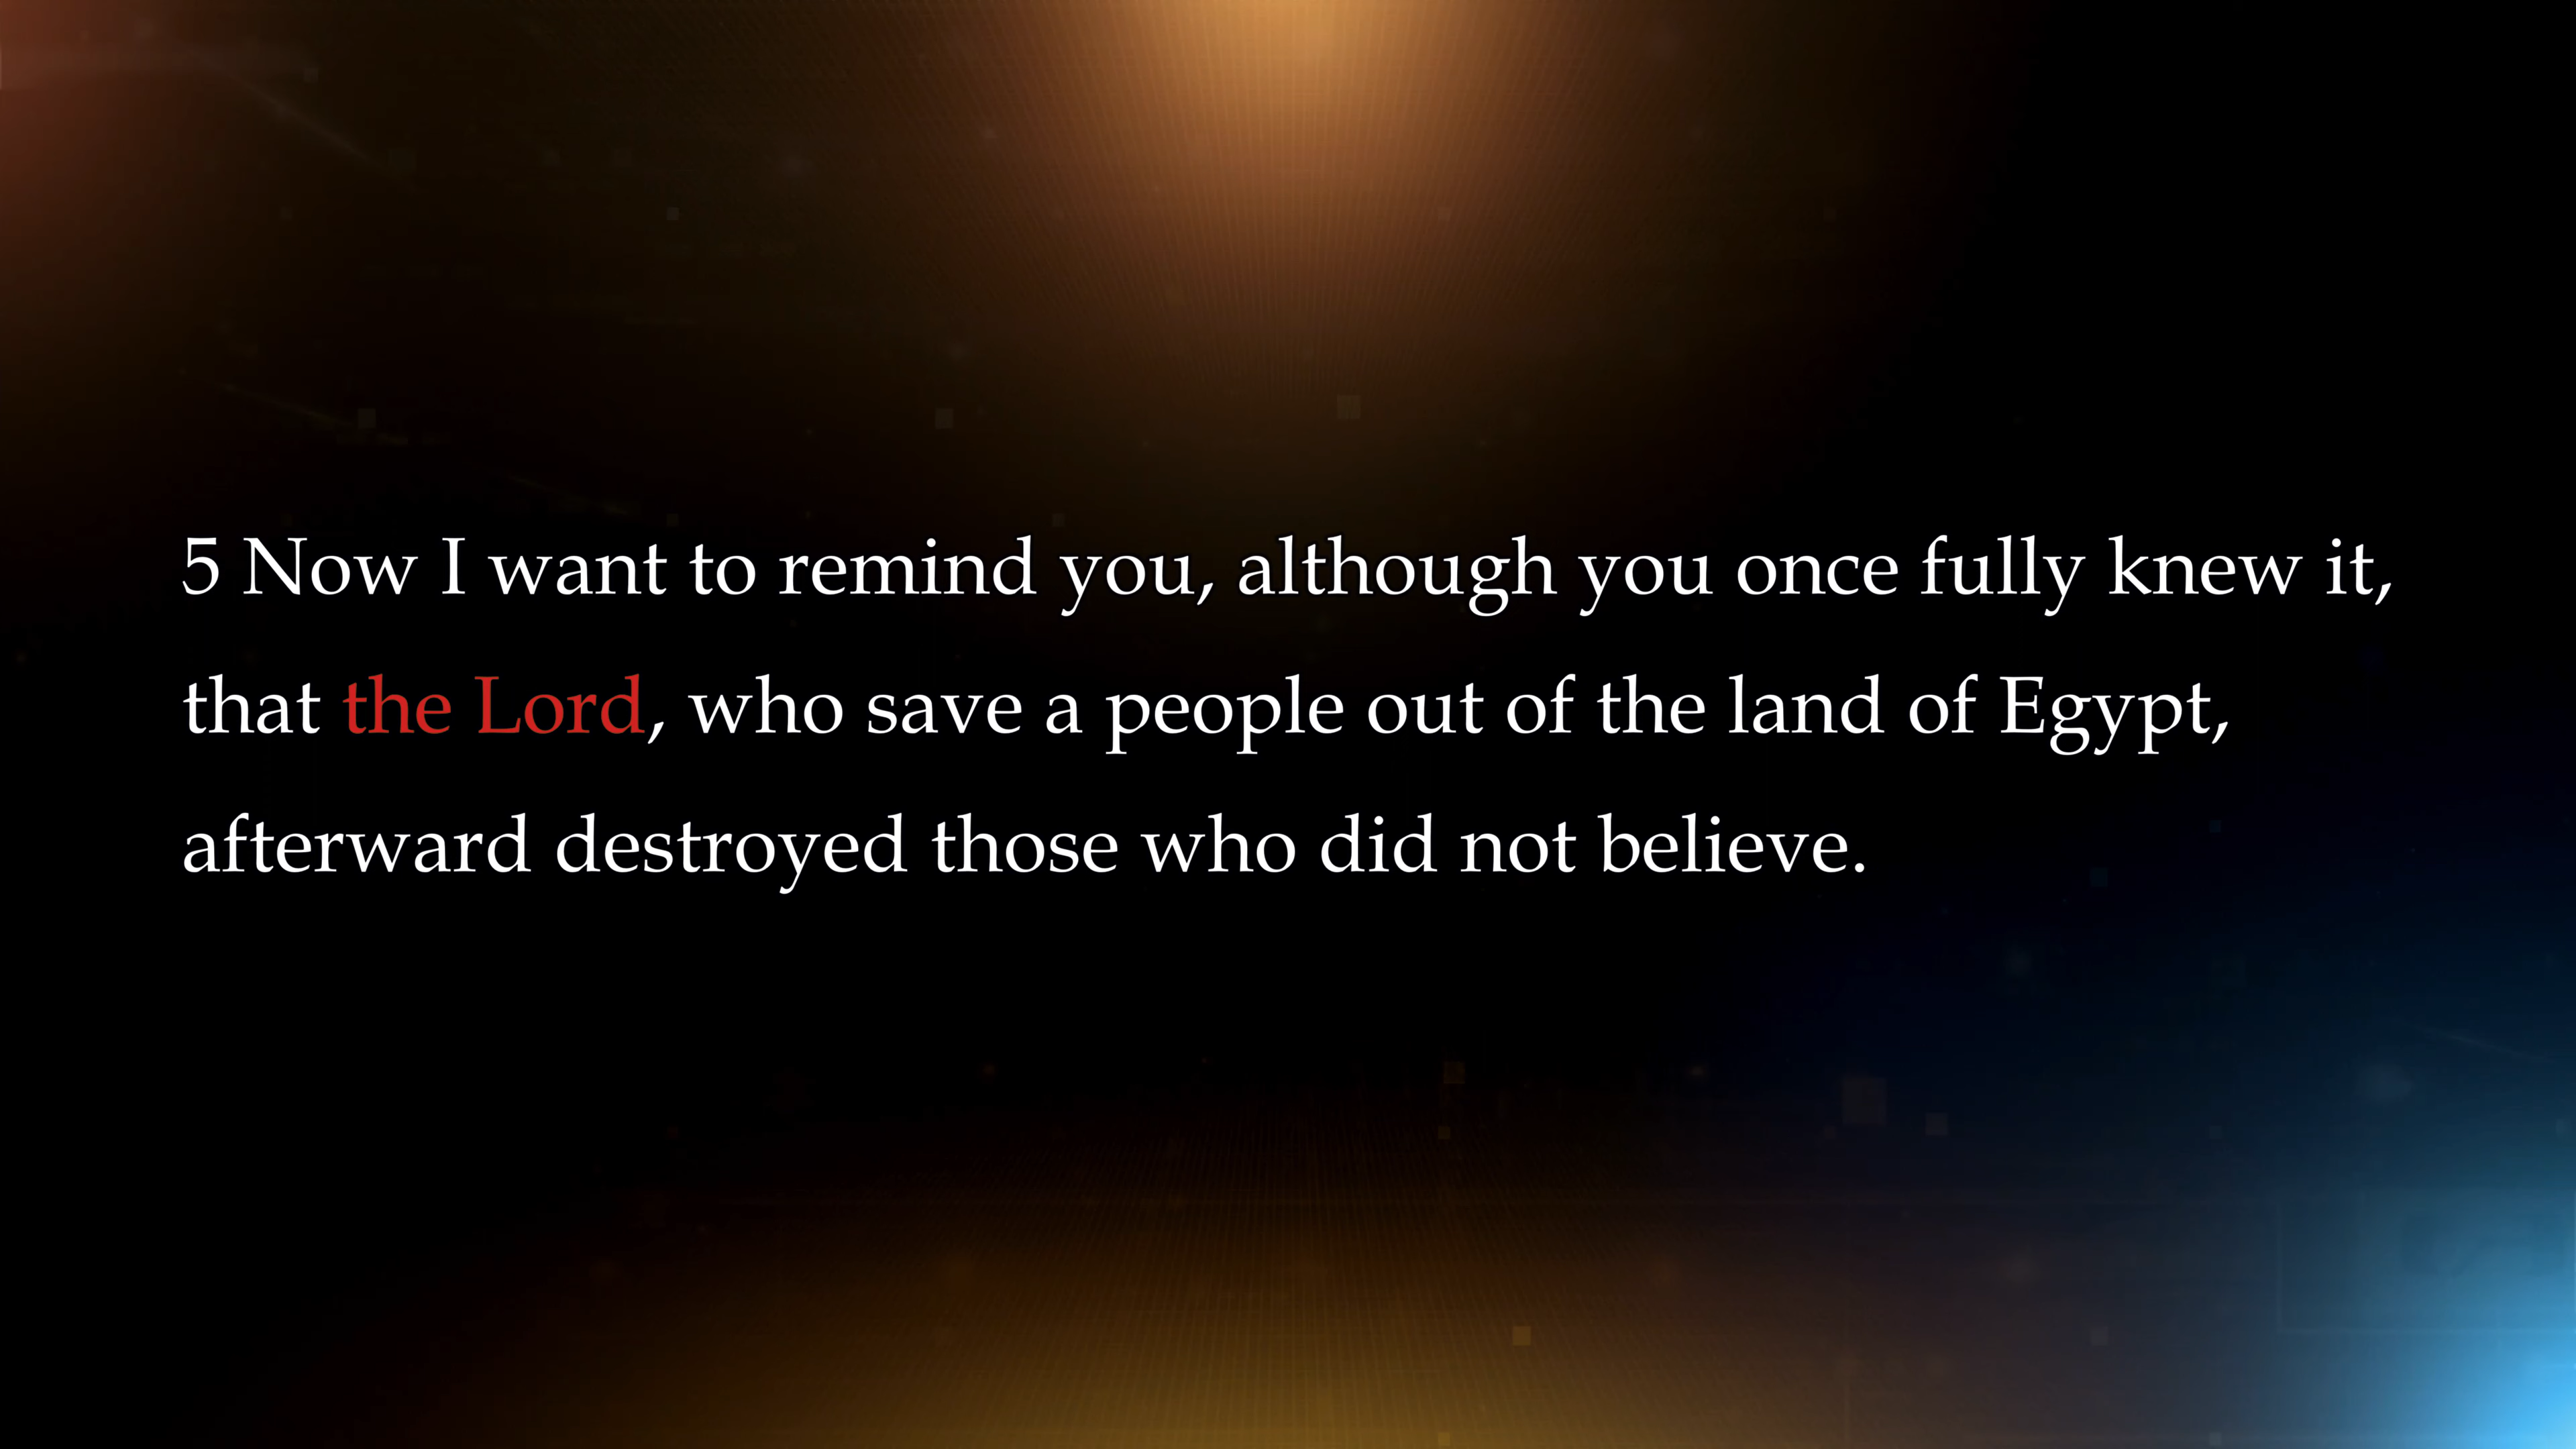 5 Now I want to remind you, although you once fully knew it,
that the Lord, who save a people out of the land of Egypt,
afterward destroyed those who did not believe.